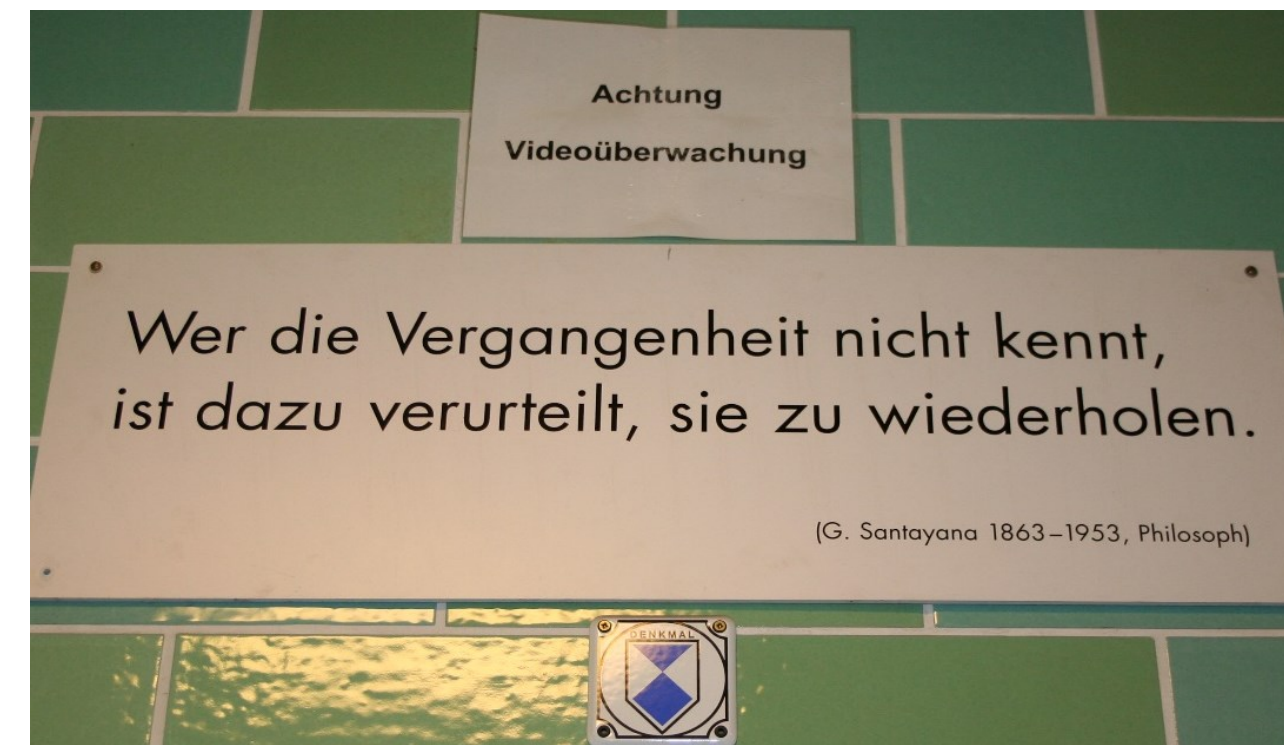 Achtung
Videoüberwachung
Wer die Vergangenheit nicht kennt,
ist dazu verurteilt, sie zu wiederholen.
(G. Santayana 1863–1953, Philosoph)
DENKMAL